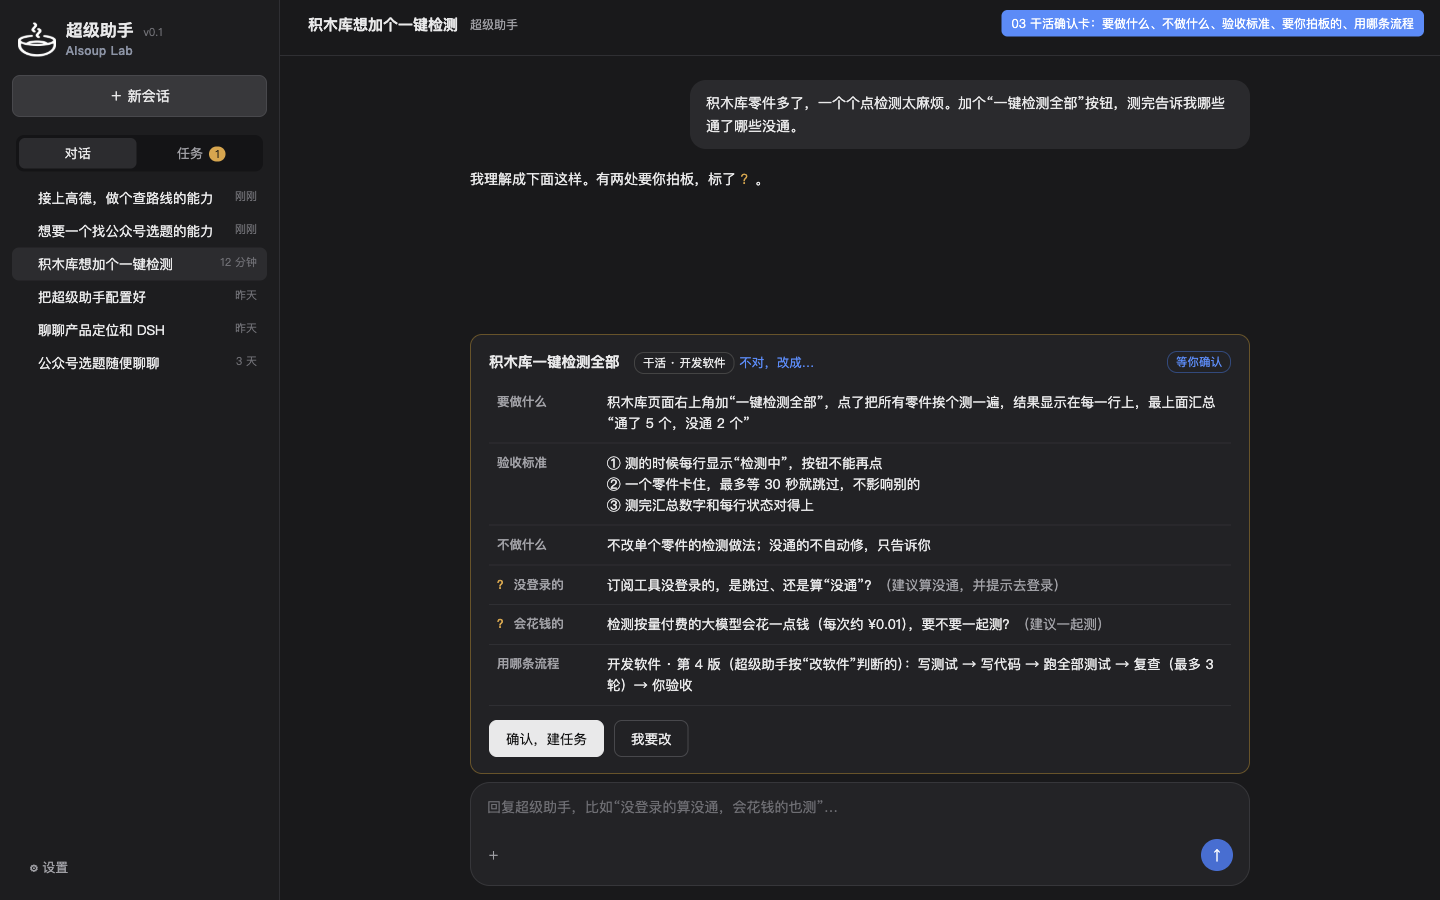 超级助手 v0.1
AIsoup Lab
+ 新会话
对话
任务 1
接上高德，做个查路线的能力 刚刚
想要一个找公众号选题的能力 刚刚
积木库想加个一键检测 12 分钟
把超级助手配置好 昨天
聊聊产品定位和 DSH 昨天
公众号选题随便聊聊 3 天
设置
积木库想加个一键检测 超级助手
03 干活确认卡：要做什么、不做什么、验收标准、要你拍板的、用哪条流程
积木库零件多了，一个个点检测太麻烦。加个“一键检测全部”按钮，测完告诉我哪些
通了哪些没通。
我理解成下面这样。有两处要你拍板，标了 ？ 。
积木库一键检测全部 干活 · 开发软件 不对，改成… 等你确认
要做什么 积木库页面右上角加“一键检测全部”，点了把所有零件挨个测一遍，结果显示在每一行上，最上面汇总
“通了 5 个，没通 2 个”
验收标准 ① 测的时候每行显示“检测中”，按钮不能再点
② 一个零件卡住，最多等 30 秒就跳过，不影响别的
③ 测完汇总数字和每行状态对得上
不做什么 不改单个零件的检测做法；没通的不自动修，只告诉你
？ 没登录的 订阅工具没登录的，是跳过、还是算“没通”？ （建议算没通，并提示去登录）
？ 会花钱的 检测按量付费的大模型会花一点钱（每次约 ¥0.01），要不要一起测？ （建议一起测）
用哪条流程 开发软件 · 第 4 版（超级助手按“改软件”判断的）：写测试 → 写代码 → 跑全部测试 → 复查（最多 3
轮）→ 你验收
确认，建任务
我要改
回复超级助手，比如“没登录的算没通，会花钱的也测”…
+
↑